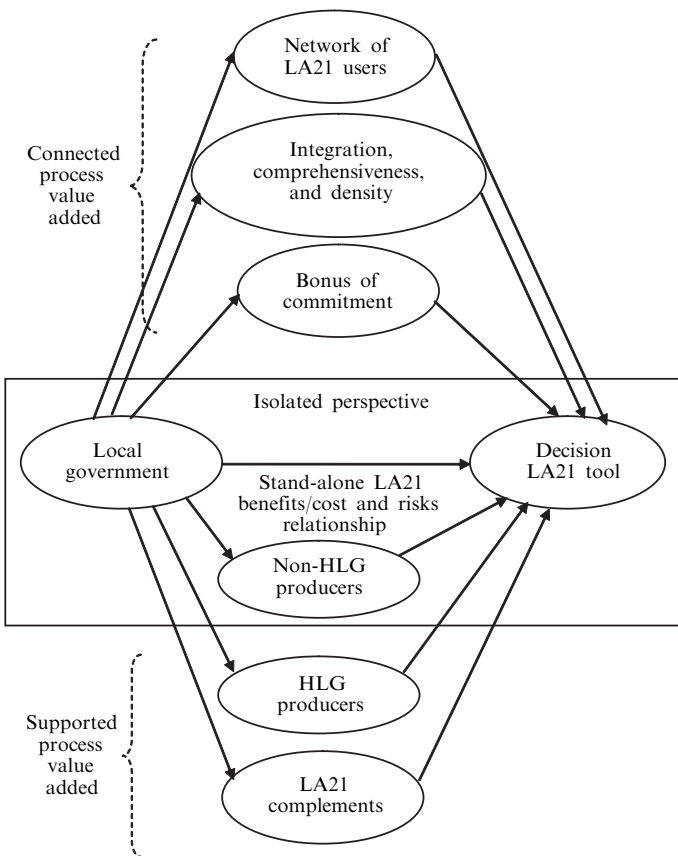 Network of
LA21 users
Connected
process
value
added
Integration,
comprehensiveness,
and density
Bonus of
commitment
Isolated perspective
Local
government
Decision
LA21 tool
Stand-alone LA21
benefits/cost and risks
relationship
Non-HLG
producers
HLG
producers
Supported
process
value
added
LA21
complements